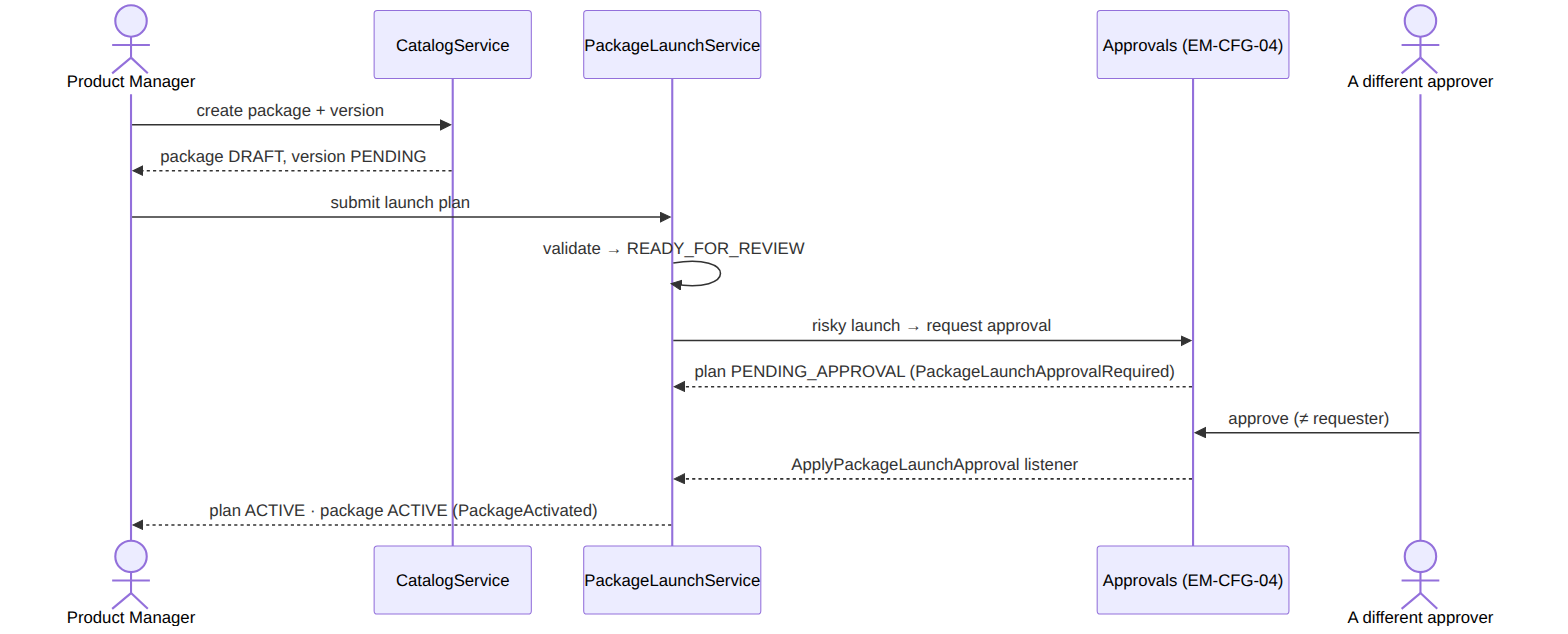 Product Manager
CatalogService
PackageLaunchService
Approvals (EM-CFG-04)
A different approver
create package + version
package DRAFT, version PENDING
submit launch plan
validate → READY_FOR_REVIEW
risky launch → request approval
plan PENDING_APPROVAL (PackageLaunchApprovalRequired)
approve (≠ requester)
ApplyPackageLaunchApproval listener
plan ACTIVE · package ACTIVE (PackageActivated)
Product Manager
CatalogService
PackageLaunchService
Approvals (EM-CFG-04)
A different approver